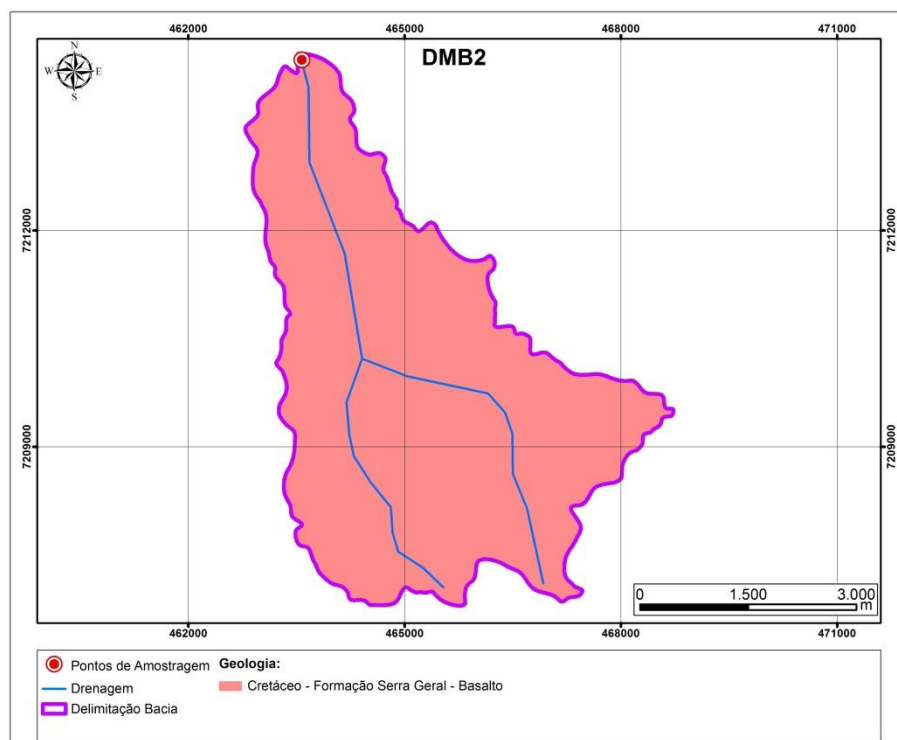 462000 465000 468000 471000
DMB2
N
W E
S
7212000 7212000
7209000 7209000
0 1.500 3.000
m
462000 465000 468000 471000
Pontos de Amostragem Geologia:
Drenagem Cretáceo - Formação Serra Geral - Basalto
Delimitação Bacia